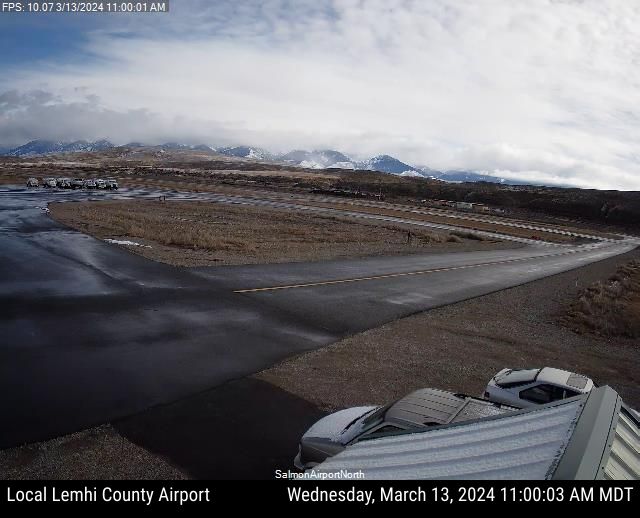 FPS: 10.07 3/13/2024 11:00:01 AM
SalmonAirportNorth
Local Lemhi County Airport
Wednesday, March 13, 2024 11:00:03 AM MDT